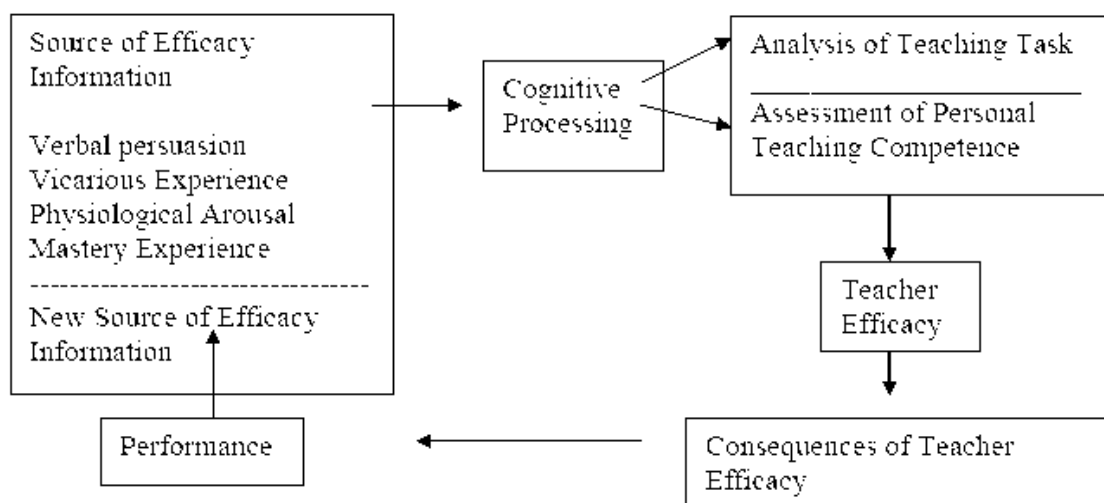 Source of Efficacy
Information
Verbal persuasion
Vicarious Experience
Physiological Arousal
Mastery Experience
----------------------------------
New Source of Efficacy
Information
Cognitive
Processing
Analysis of Teaching Task
Assessment of Personal
Teaching Competence
Teacher
Efficacy
Consequences of Teacher
Efficacy
Performance